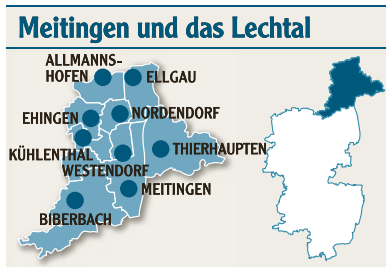 Meitingen und das Lechtal
ALLMANNS-
HOFEN
ELLGAU
EHINGEN
NORDENDORF
KÜHLENTHAL
THIERHAUPTEN
WESTENDORF
MEITINGEN
BIBERBACH